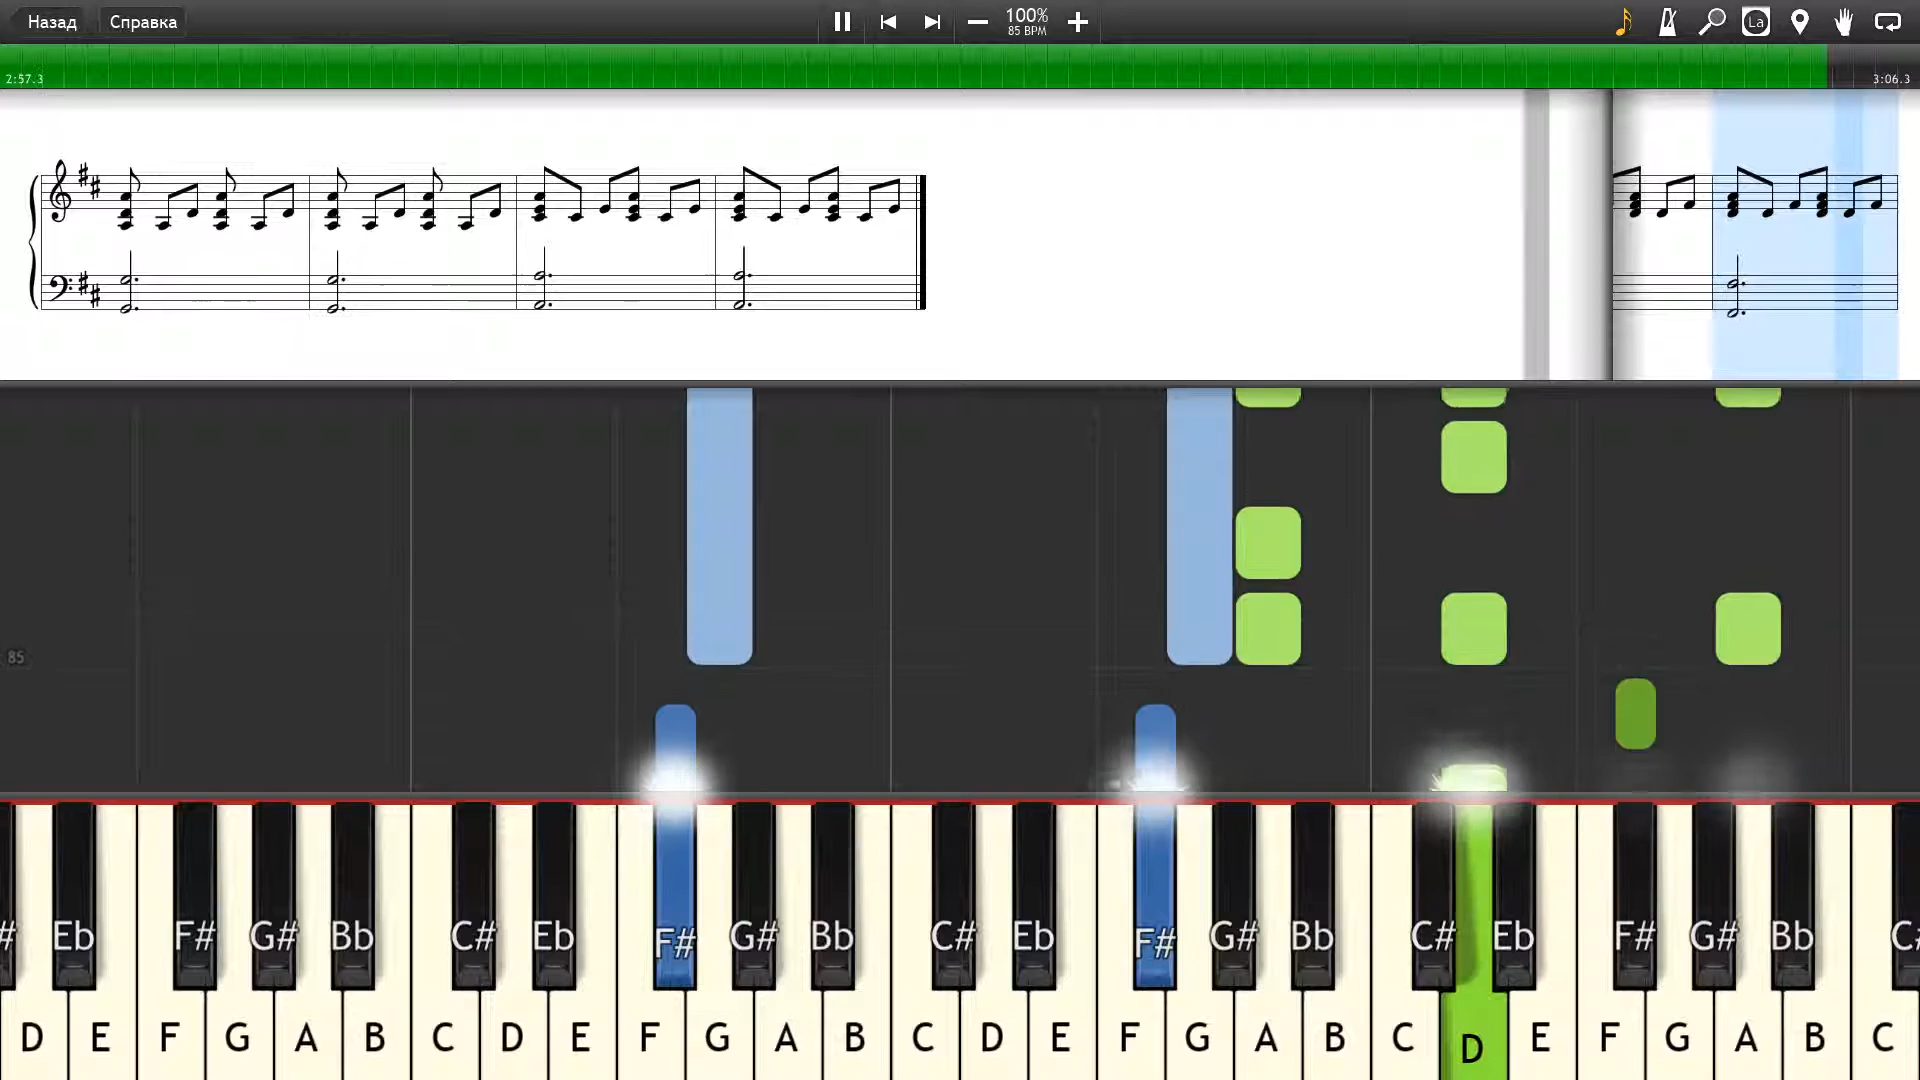 Назад Справка 100% La
85 BPM
2:57.3 3:06.3
85
# Eb F# G# Bb C# Eb F# G# Bb C# Eb F# G# Bb C# Eb F# G# Bb C#
D E F G A B C D E F G A B C D E F G A B C D E F G A B C